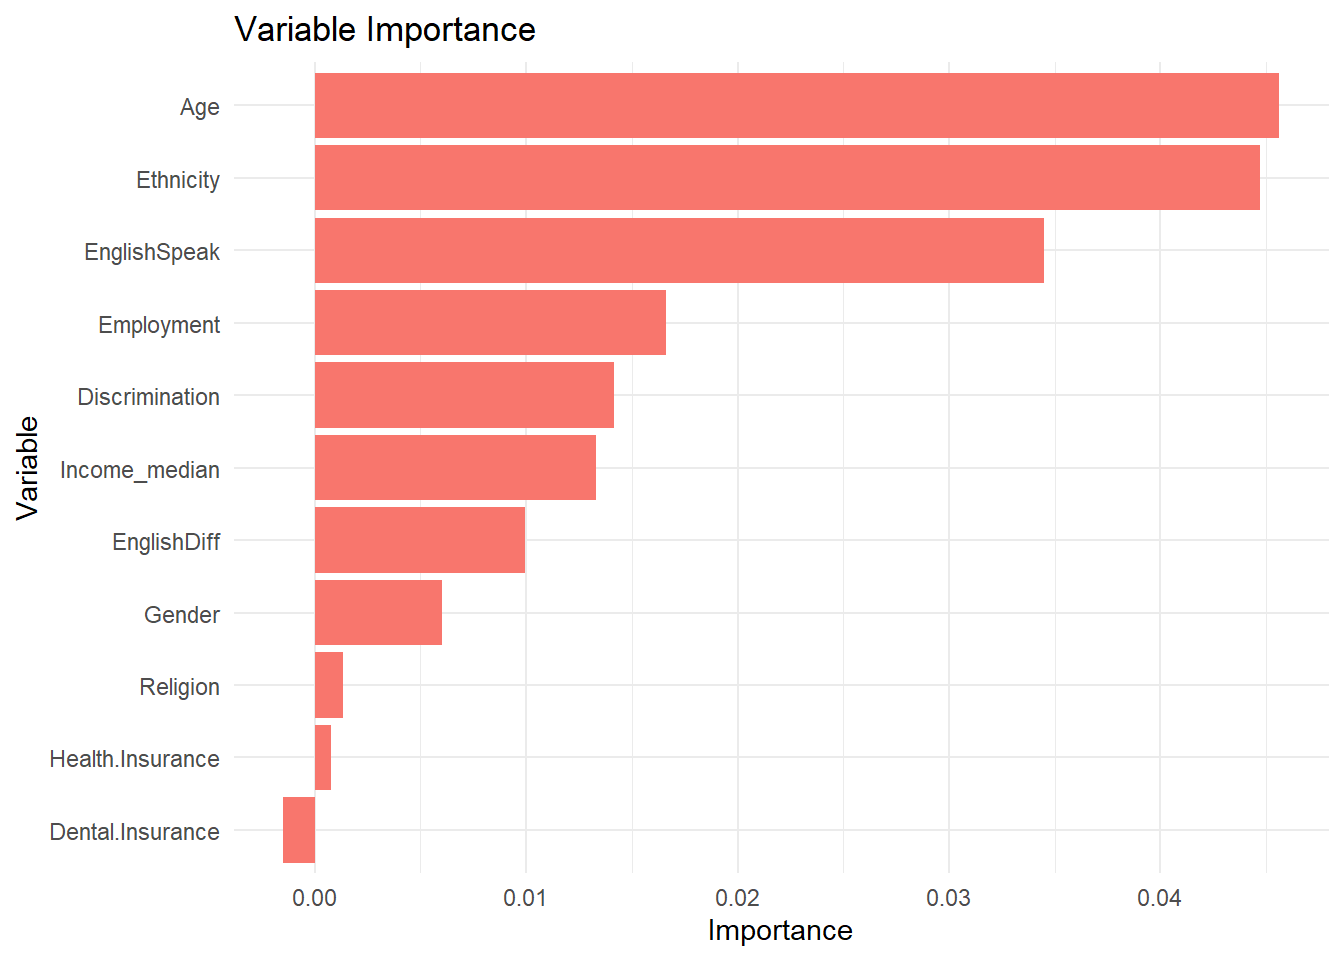 Variable Importance
Age
Ethnicity
EnglishSpeak
Employment
Discrimination
Income_median
EnglishDiff
Gender
Religion
Health.Insurance
Dental.Insurance
Variable
0.00 0.01 0.02 0.03 0.04
Importance